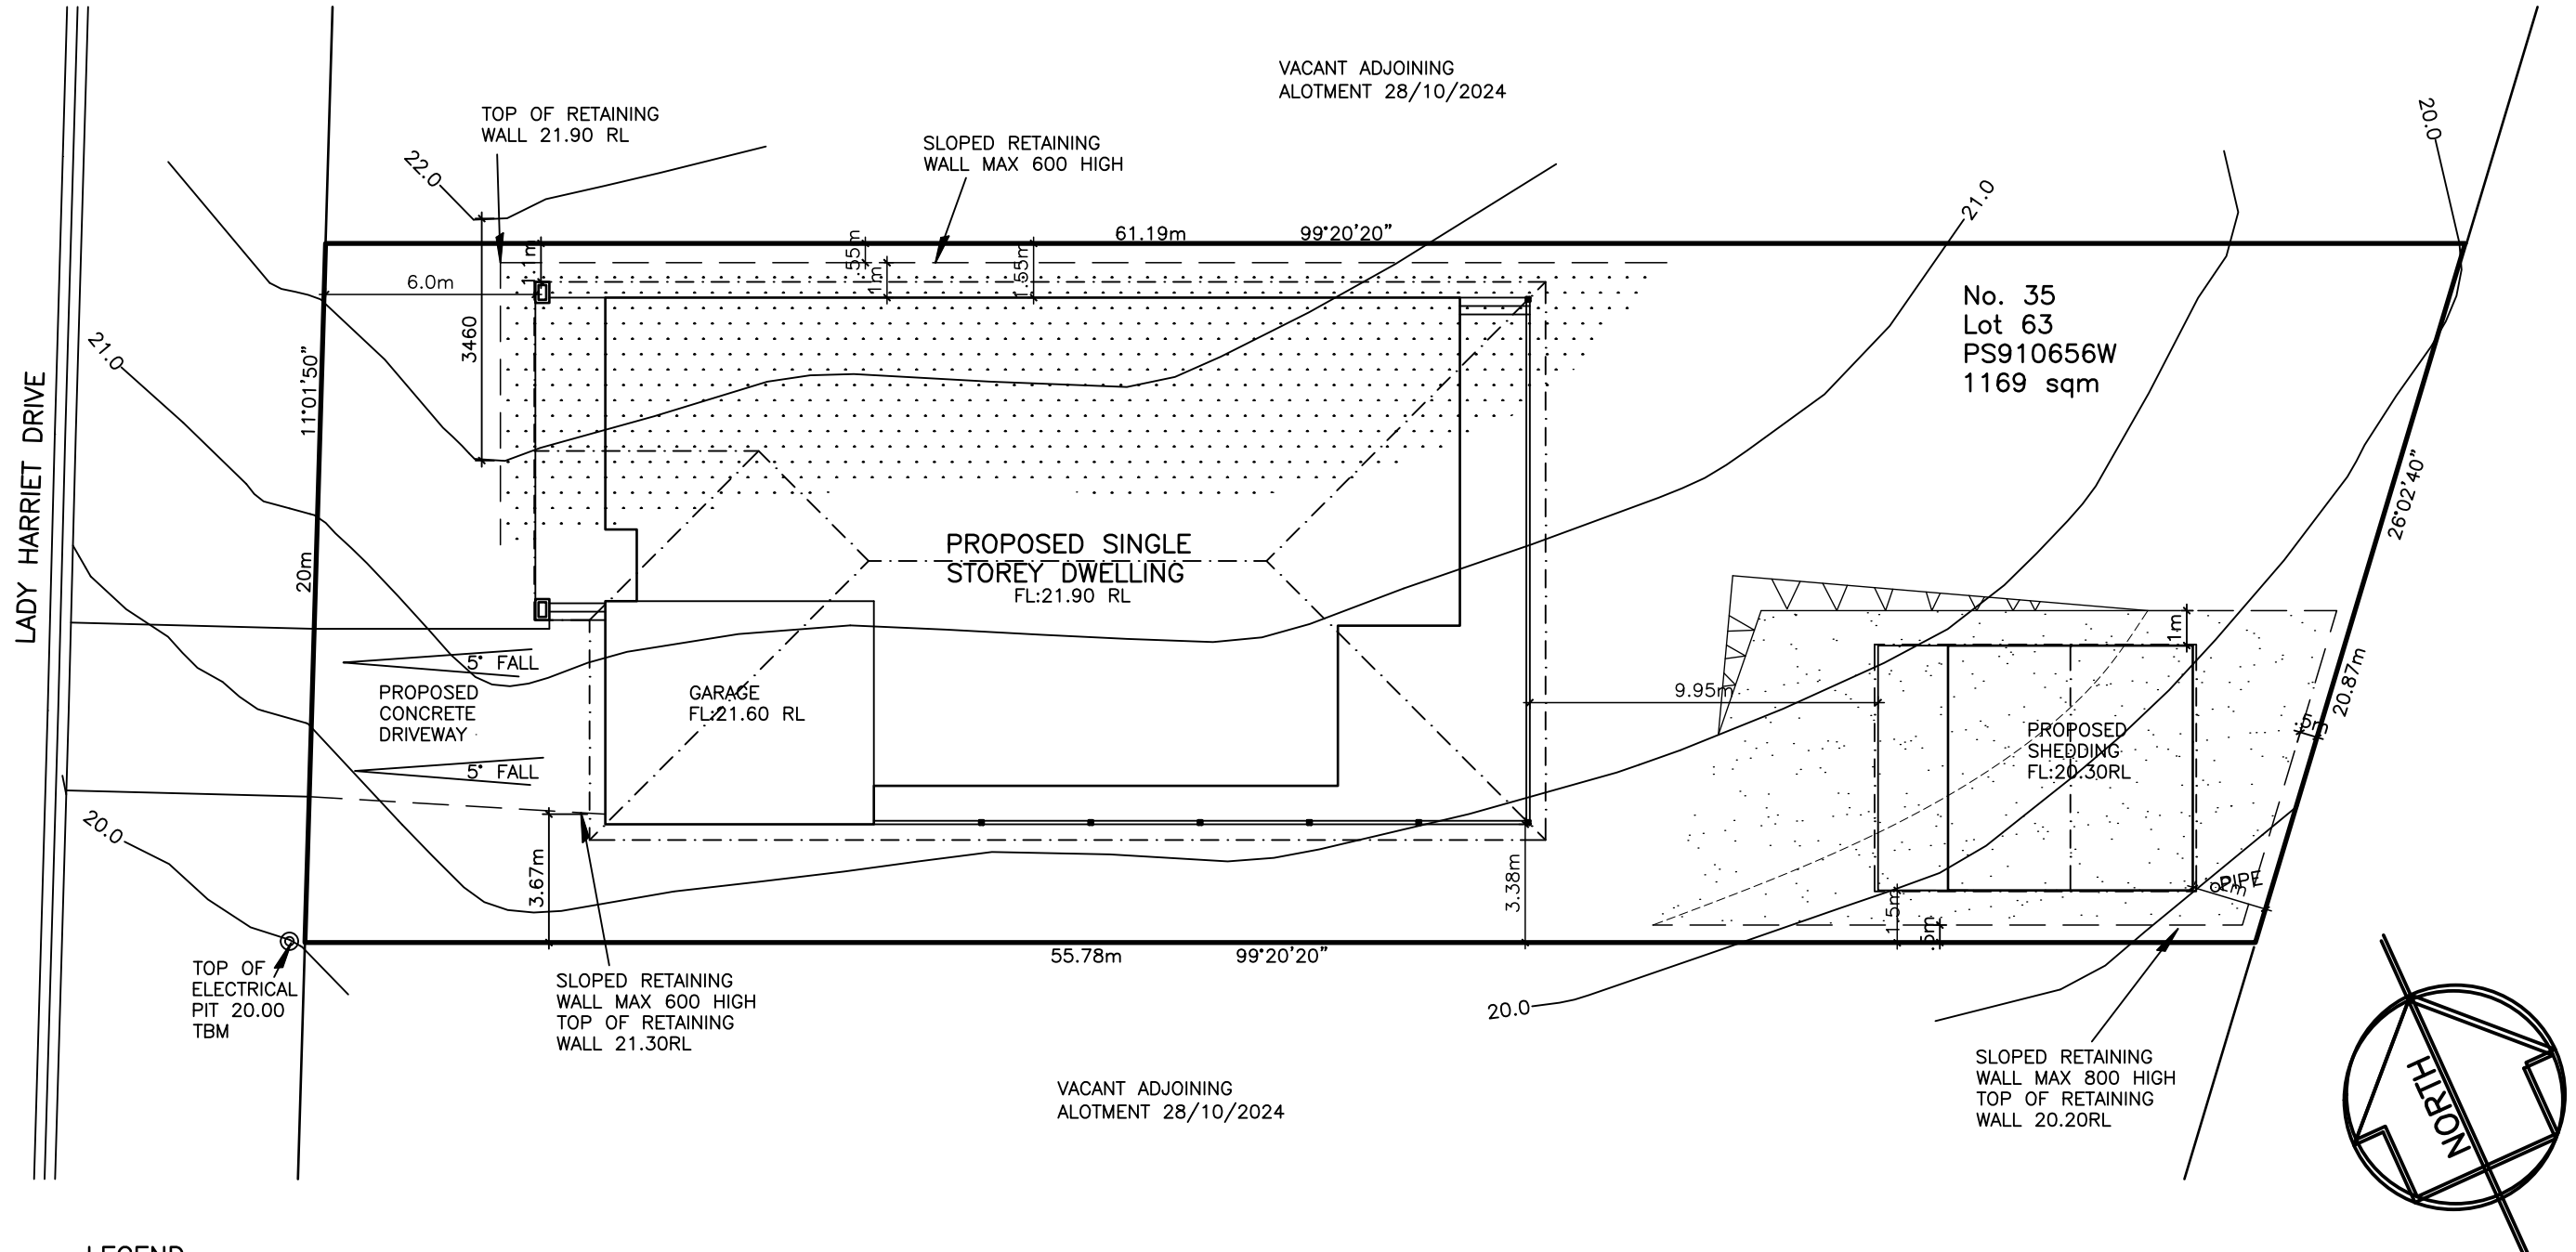 VACANT ADJOINING
ALOTMENT 28/10/2024
TOP OF RETAINING
WALL 21.90 RL
SLOPED RETAINING
WALL MAX 600 HIGH
22.0
20.0
21.0
61.19m
99°20'20"
1.1m
.55m
1m
1.55m
6.0m
3460
No. 35
Lot 63
PS910656W
1169 sqm
21.0
11°01'50"
LADY HARRIET DRIVE
20m
26°02'40"
PROPOSED SINGLE
STOREY DWELLING
FL:21.90 RL
5° FALL
PROPOSED
CONCRETE
DRIVEWAY
GARAGE
FL:21.60 RL
5° FALL
9.95m
1m
20.87m
.5m
PROPOSED
SHEDDING
FL:20.30RL
20.0
3.67m
3.38m
1.5m
.5m
PIPE
55.78m
99°20'20"
TOP OF
ELECTRICAL
PIT 20.00
TBM
SLOPED RETAINING
WALL MAX 600 HIGH
TOP OF RETAINING
WALL 21.30RL
20.0
VACANT ADJOINING
ALOTMENT 28/10/2024
SLOPED RETAINING
WALL MAX 800 HIGH
TOP OF RETAINING
WALL 20.20RL
NORTH
LEGEND